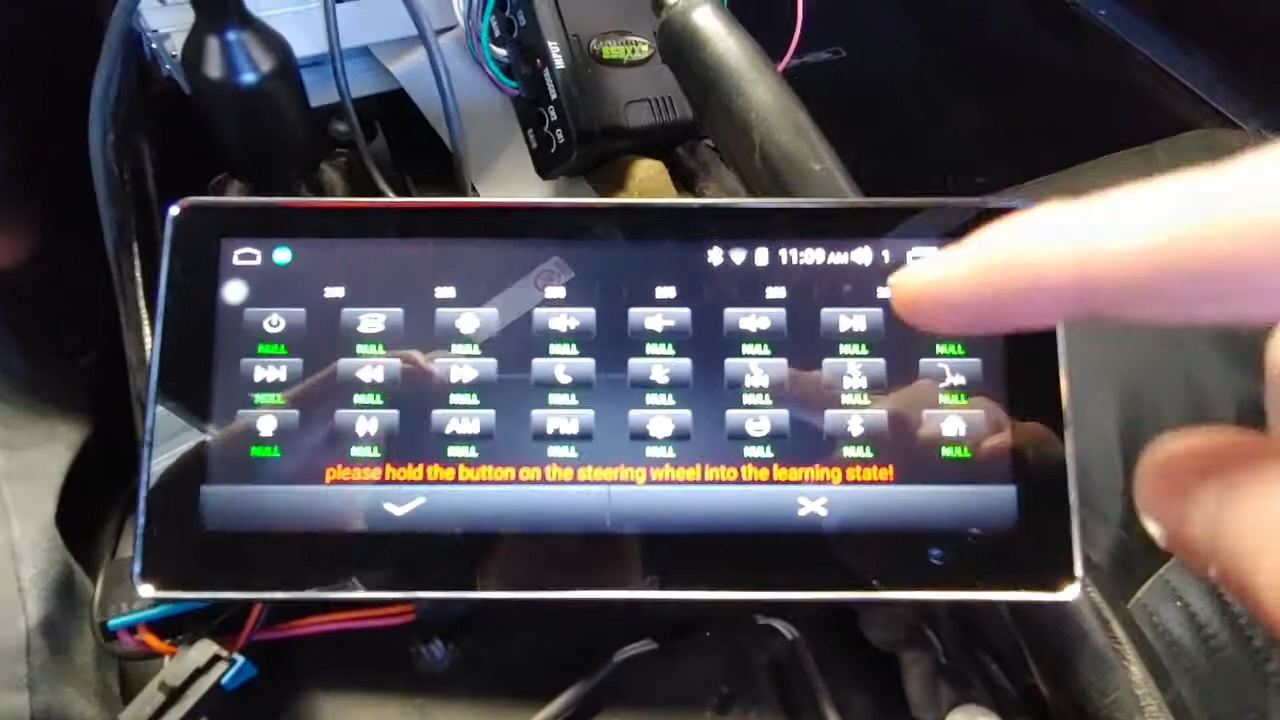 INPUT
11:09 AM 1
NULL NULL NULL NULL NULL NULL NULL NULL
NULL NULL NULL NULL NULL NULL NULL NULL
AM FM
NULL NULL NULL NULL NULL NULL NULL NULL
please hold the button on the steering wheel into the learning state!